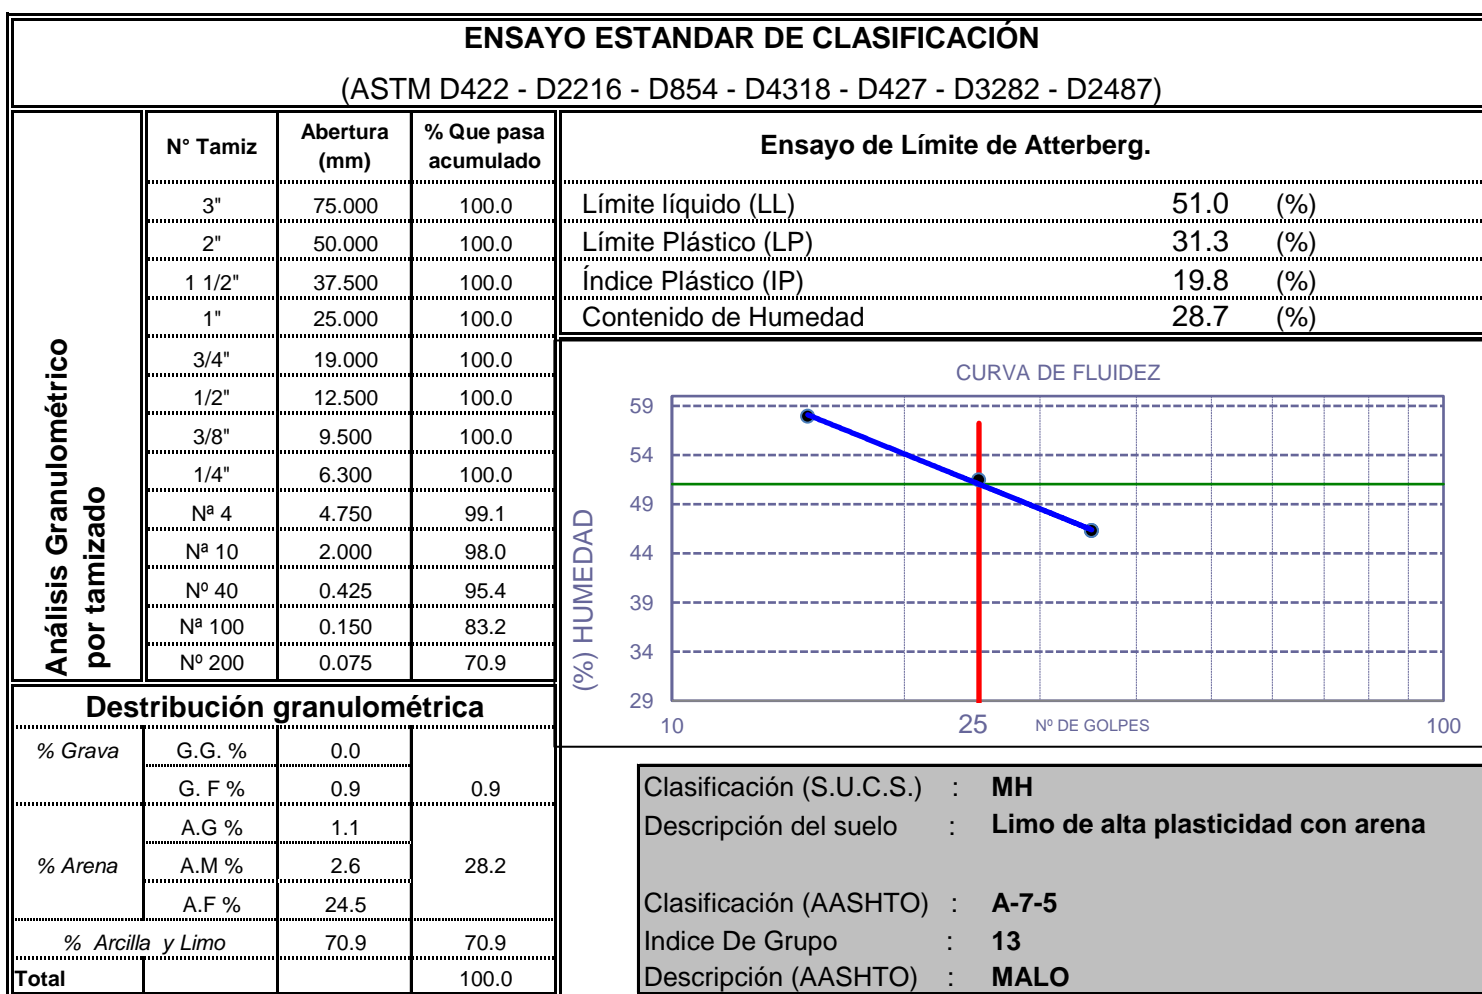 ENSAYO ESTANDAR DE CLASIFICACIÓN
(ASTM D422 - D2216 - D854 - D4318 - D427 - D3282 - D2487)
Análisis Granulométrico
por tamizado
N° Tamiz Abertura (mm) % Que pasa acumulado
3" 75.000 100.0
2" 50.000 100.0
1 1/2" 37.500 100.0
1" 25.000 100.0
3/4" 19.000 100.0
1/2" 12.500 100.0
3/8" 9.500 100.0
1/4" 6.300 100.0
Nª 4 4.750 99.1
Nª 10 2.000 98.0
Nº 40 0.425 95.4
Nª 100 0.150 83.2
Nº 200 0.075 70.9
Ensayo de Límite de Atterberg.
Límite líquido (LL) 51.0 (%)
Límite Plástico (LP) 31.3 (%)
Índice Plástico (IP) 19.8 (%)
Contenido de Humedad 28.7 (%)
CURVA DE FLUIDEZ
(%) HUMEDAD
59
54
49
44
39
34
29
10 25 Nº DE GOLPES 100
Destribución granulométrica
% Grava G.G. % 0.0
G. F % 0.9 0.9
A.G % 1.1
% Arena A.M % 2.6 28.2
A.F % 24.5
% Arcilla y Limo 70.9 70.9
Total 100.0
Clasificación (S.U.C.S.) : MH
Descripción del suelo : Limo de alta plasticidad con arena
Clasificación (AASHTO) : A-7-5
Indice De Grupo : 13
Descripción (AASHTO) : MALO